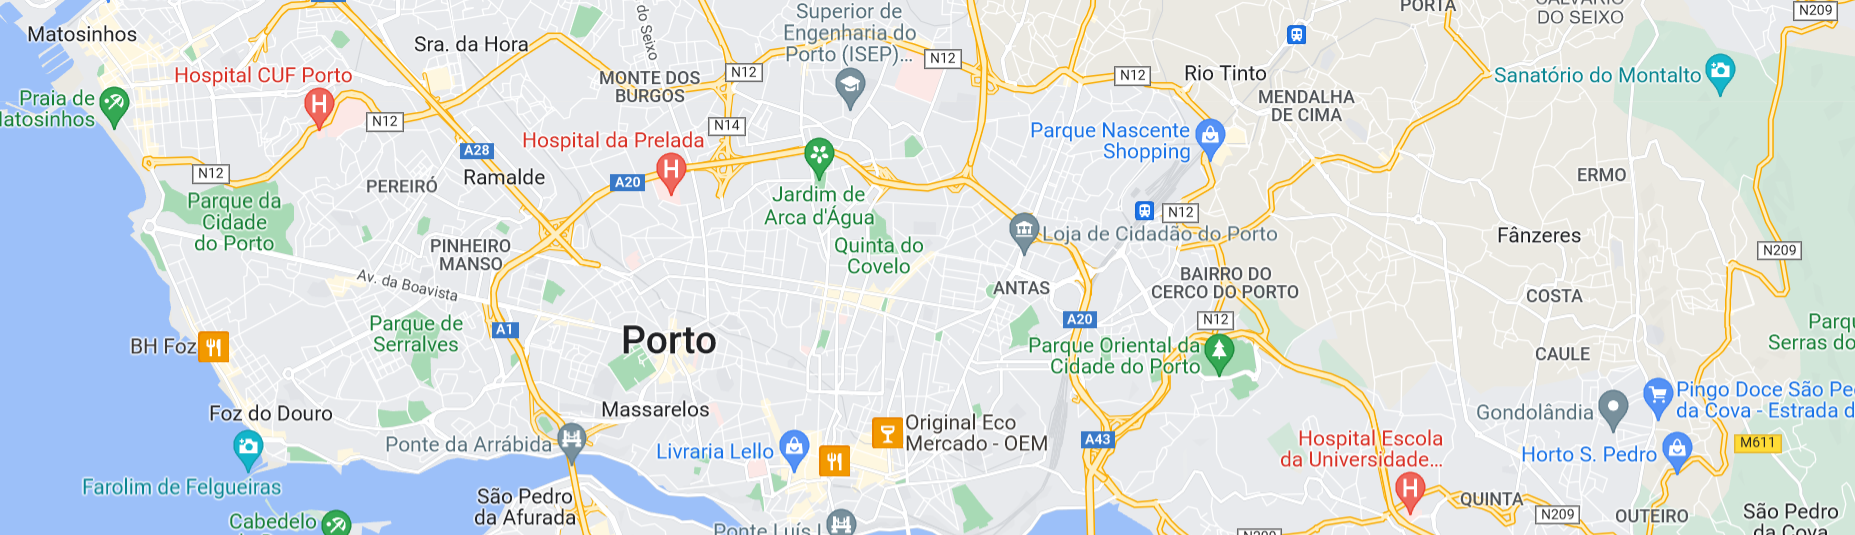 Matosinhos
Sra. da Hora
do Seixo
Superior de
Engenharia do
Porto (ISEP)...
PORTA
DO SEIXO
N209
Hospital CUF Porto
MONTE DOS
BURGOS
N12
N12
N12
Rio Tinto
Sanatório do Montalto
Praia de
Matosinhos
N12
N14
MENDALHA
DE CIMA
Hospital da Prelada
Parque Nascente
Shopping
A28
N12
PEREIRÓ
Ramalde
A20
ERMO
Jardim de
Arca d'Água
Parque da
Cidade
do Porto
N12
Loja de Cidadão do Porto
Fânzeres
PINHEIRO
MANSO
Quinta do
Covelo
N209
Av. da Boavista
ANTAS
BAIRRO DO
CERCO DO PORTO
COSTA
Parque de
Serralves
A1
Porto
A20
N12
Parqu
Serras do
BH Foz
Parque Oriental da
Cidade do Porto
CAULE
Pingo Doce São Pe
da Cova - Estrada d
Foz do Douro
Massarelos
Gondolândia
Original Eco
Mercado - OEM
Ponte da Arrábida
Livraria Lello
A43
Hospital Escola
da Universidade...
M611
Horto S. Pedro
Farolim de Felgueiras
São Pedro
da Afurada
QUINTA
N209
OUTEIRO
São Pedro
da Cova
Cabedelo
Ponte Luís I
N209